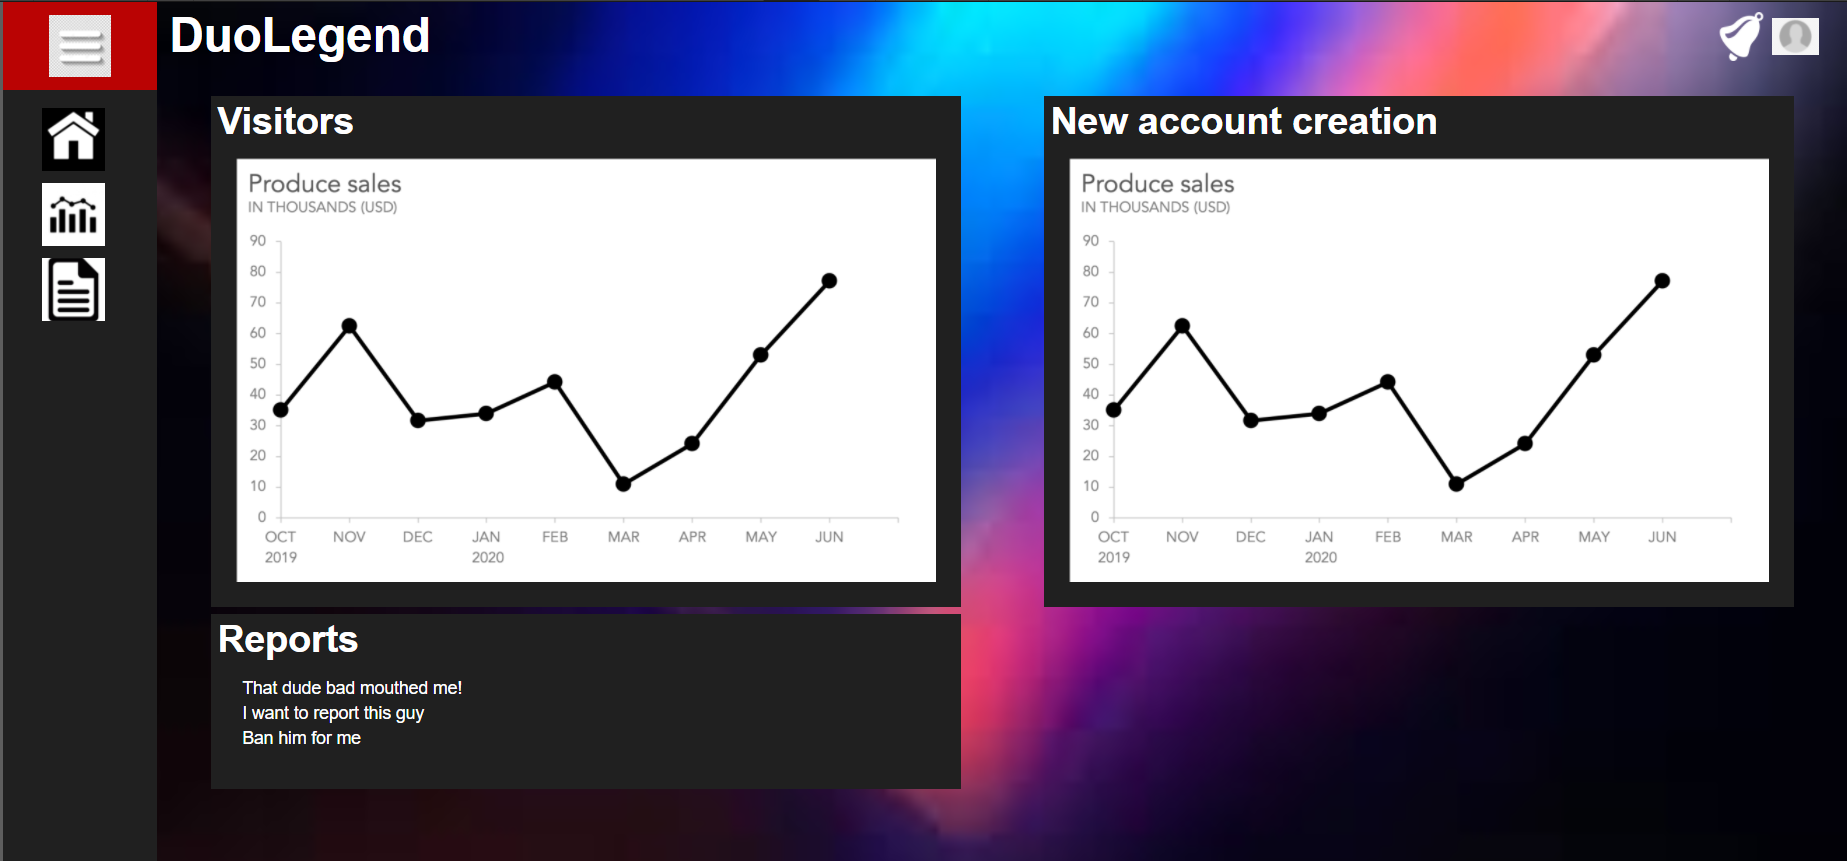 DuoLegend
Visitors
Produce sales
IN THOUSANDS (USD)
90
80
70
60
50
40
30
20
10
0
OCT NOV DEC JAN FEB MAR APR MAY JUN
2019 2020
New account creation
Produce sales
IN THOUSANDS (USD)
90
80
70
60
50
40
30
20
10
0
OCT NOV DEC JAN FEB MAR APR MAY JUN
2019 2020
Reports
That dude bad mouthed me!
I want to report this guy
Ban him for me